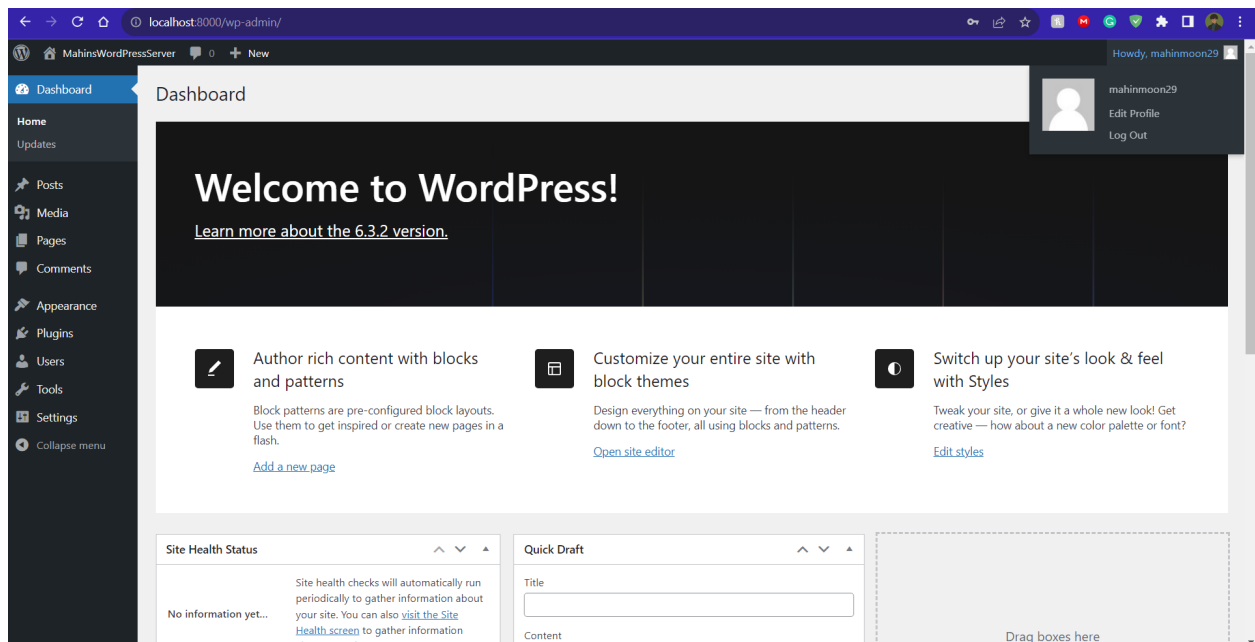 localhost:8000/wp-admin/
MahinsWordPressServer 0 New Howdy, mahinmoon29
mahinmoon29
Edit Profile
Log Out
Dashboard
Home
Updates
Posts
Media
Pages
Comments
Appearance
Plugins
Users
Tools
Settings
Collapse menu
Dashboard
Welcome to WordPress!
Learn more about the 6.3.2 version.
Author rich content with blocks
and patterns
Block patterns are pre-configured block layouts.
Use them to get inspired or create new pages in a
flash.
Add a new page
Customize your entire site with
block themes
Design everything on your site — from the header
down to the footer, all using blocks and patterns.
Open site editor
Switch up your site’s look & feel
with Styles
Tweak your site, or give it a whole new look! Get
creative — how about a new color palette or font?
Edit styles
Site Health Status
No information yet...
Site health checks will automatically run
periodically to gather information about
your site. You can also visit the Site
Health screen to gather information
Quick Draft
Title
Content
Drag boxes here